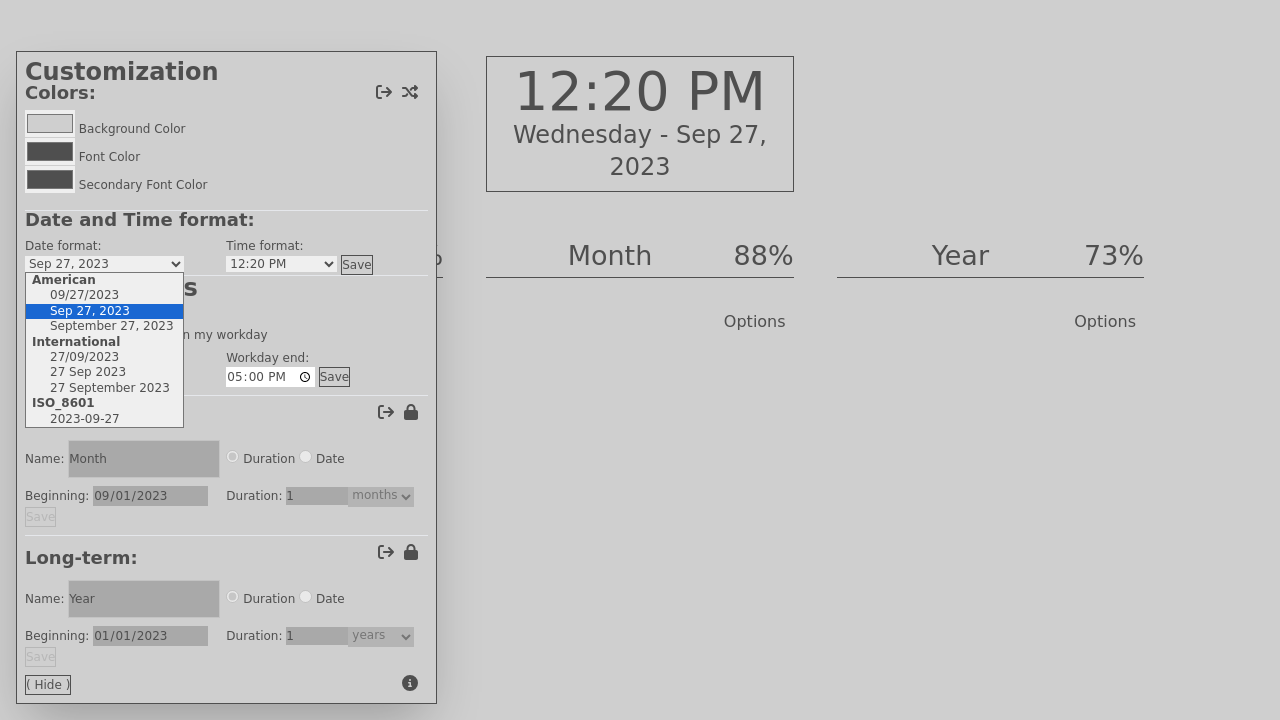 Customization
Colors:
Background Color
Font Color
Secondary Font Color
Date and Time format:
Date format:
Time format:
Sep 27, 2023
12:20 PM
Save
American
09/27/2023
Sep 27, 2023
September 27, 2023
International
27/09/2023
27 Sep 2023
27 September 2023
ISO_8601
2023-09-27
my workday
Workday end:
05:00 PM
Save
Name: Month
Duration
Date
Beginning: 09/01/2023
Duration: 1 months
Save
Long-term:
Name: Year
Duration
Date
Beginning: 01/01/2023
Duration: 1 years
Save
( Hide )
12:20 PM
Wednesday - Sep 27,
2023
Month 88%
Options
Year 73%
Options